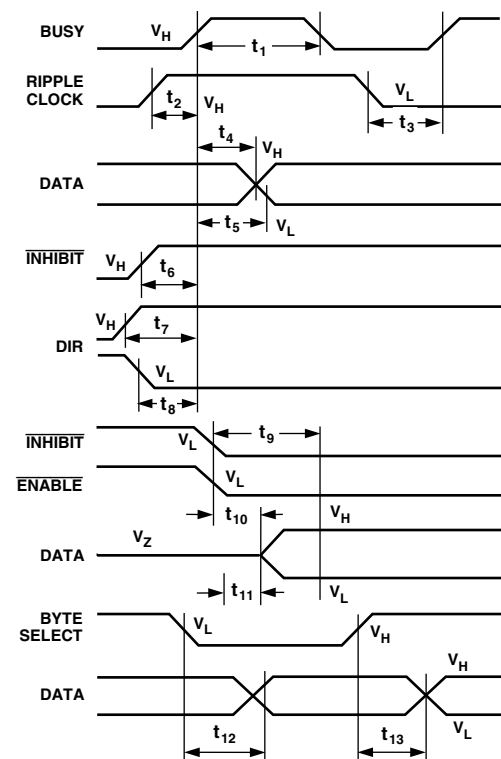 BUSY
V_H
t_1
RIPPLE
CLOCK
t_2
V_H
V_L
t_3
t_4
V_H
DATA
t_5
V_L
INHIBIT
V_H
t_6
V_H
t_7
DIR
V_L
t_8
INHIBIT
V_L
t_9
ENABLE
V_L
t_10
V_H
DATA
V_Z
t_11
V_L
BYTE
SELECT
V_L
V_H
DATA
V_H
V_L
t_12
t_13